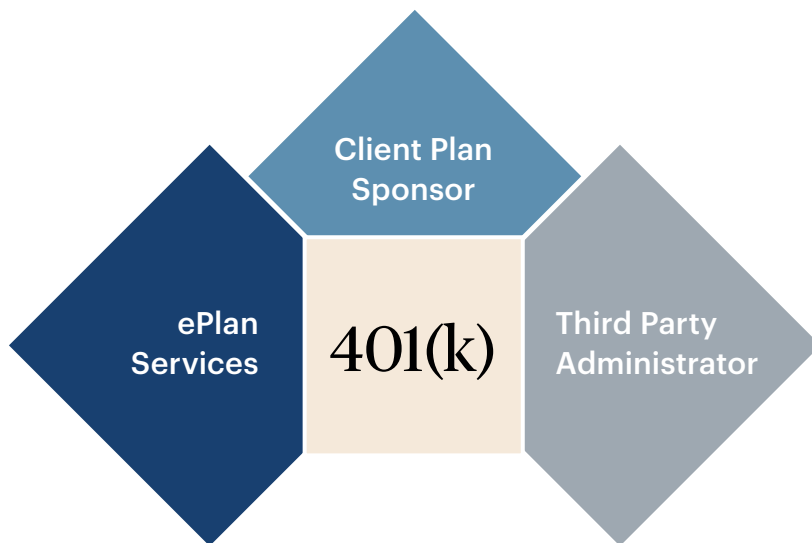 Client Plan
Sponsor
ePlan
Services
401(k)
Third Party
Administrator